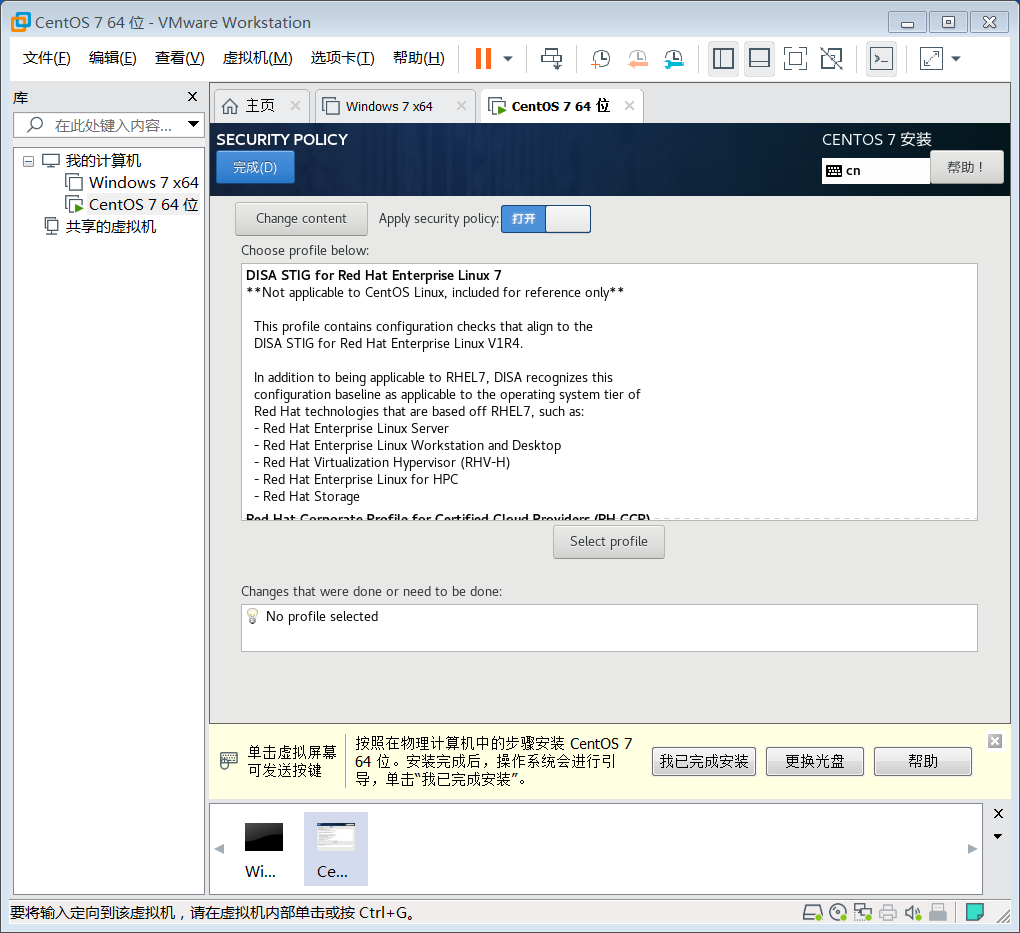 CentOS 7 64 位 - VMware Workstation
文件(F) 编辑(E) 查看(V) 虚拟机(M) 选项卡(T) 帮助(H)
库
在此处键入内容...
我的计算机
Windows 7 x64
CentOS 7 64 位
共享的虚拟机
主页 Windows 7 x64 CentOS 7 64 位
SECURITY POLICY
完成(D)
CENTOS 7 安装
cn
帮助！
Change content
Apply security policy:
打开
Choose profile below:
DISA STIG for Red Hat Enterprise Linux 7
**Not applicable to CentOS Linux, included for reference only**
This profile contains configuration checks that align to the
DISA STIG for Red Hat Enterprise Linux V1R4.
In addition to being applicable to RHEL7, DISA recognizes this
configuration baseline as applicable to the operating system tier of
Red Hat technologies that are based off RHEL7, such as:
- Red Hat Enterprise Linux Server
- Red Hat Enterprise Linux Workstation and Desktop
- Red Hat Virtualization Hypervisor (RHV-H)
- Red Hat Enterprise Linux for HPC
- Red Hat Storage
Red Hat Corporate Profile for Certified Cloud Providers (RH CCP)
Select profile
Changes that were done or need to be done:
No profile selected
单击虚拟屏幕
可发送按键
按照在物理计算机中的步骤安装 CentOS 7
64 位。安装完成后，操作系统会进行引
导，单击“我已完成安装”。
我已完成安装
更换光盘
帮助
Wi...
Ce...
要将输入定向到该虚拟机，请在虚拟机内部单击或按 Ctrl+G。